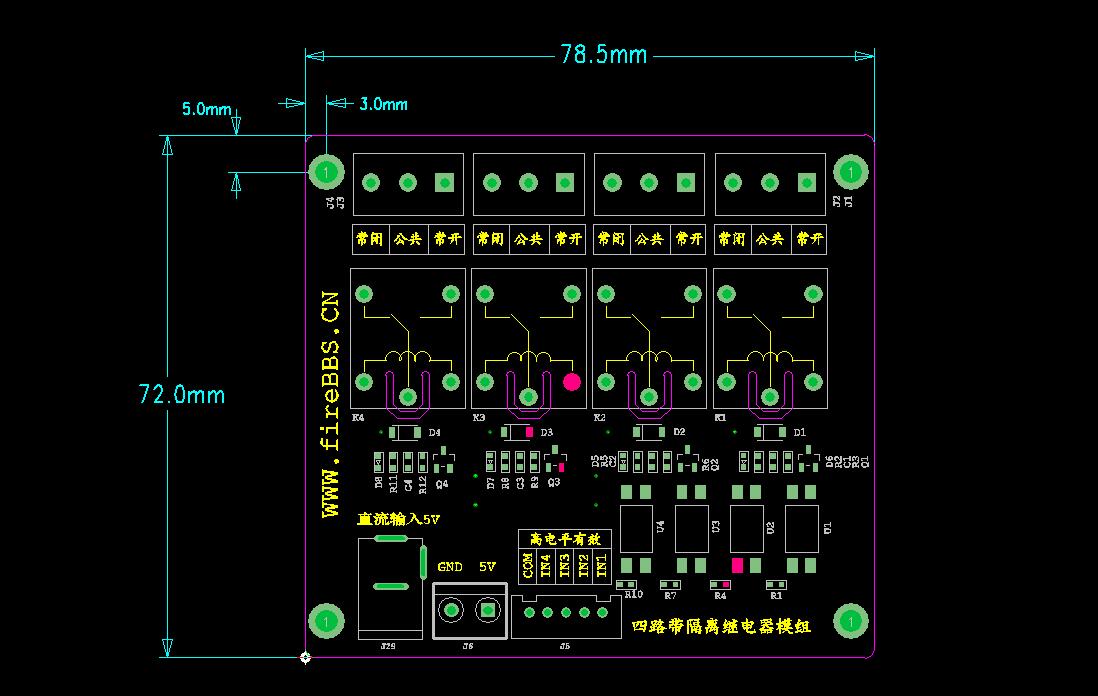 78.5mm
5.0mm
3.0mm
1
1
J4
J3
J2
J1
常闭 公共 常开
常闭 公共 常开
常闭 公共 常开
常闭 公共 常开
www.fireBBS.CN
72.0mm
K4
K3
K2
K1
D4
D3
D2
D1
D8 R11 C4 R12 Q4
D7 R8 C3 R9 Q3
D5 R5 C2
R6 Q2
D6 R2 C1 R3 Q1
U4
U3
U2
U1
直流输入5V
高电平有效
COM IN4 IN3 IN2 IN1
GND 5V
R10
R7
R4
R1
1
1
四路带隔离继电器模组
J29
J6
J5